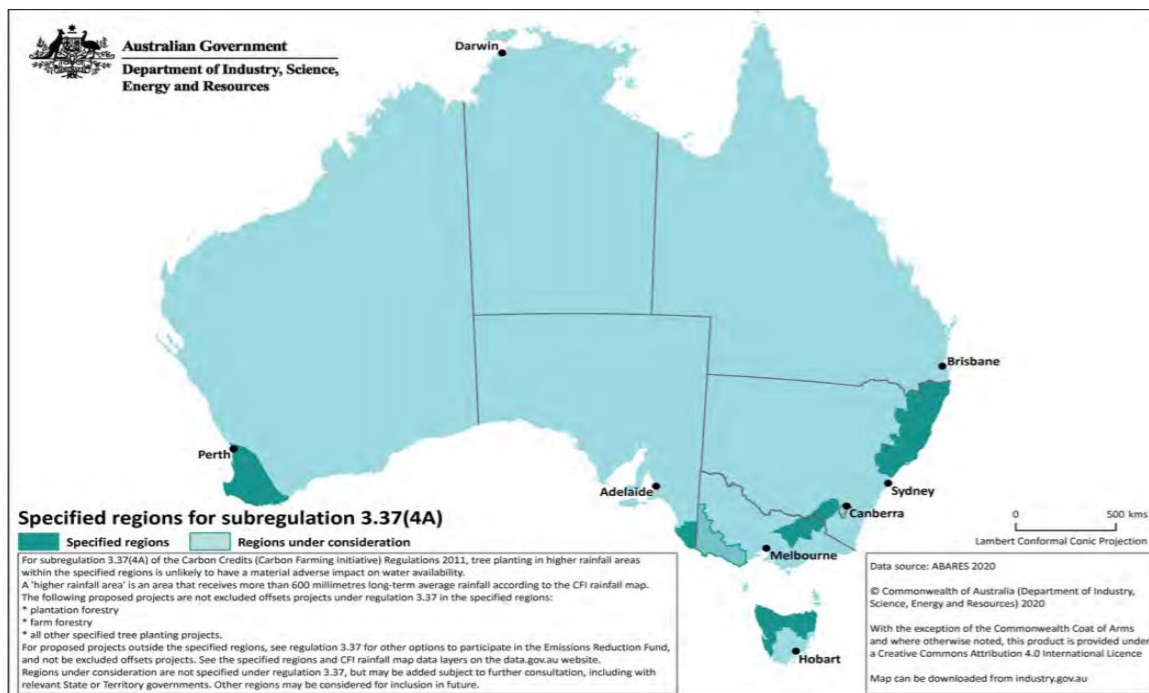 Australian Government
Department of Industry, Science,
Energy and Resources
Darwin
Brisbane
Perth
Adelaide
Sydney
Canberra
Melbourne
Hobart
Specified regions for subregulation 3.37(4A)
Specified regions
Regions under consideration
For subregulation 3.37(4A) of the Carbon Credits (Carbon Farming Initiative) Regulations 2011, tree planting in higher rainfall areas
within the specified regions is unlikely to have a material adverse impact on water availability.
A 'higher rainfall area' is an area that receives more than 600 millimetres long-term average rainfall according to the CFI rainfall map.
The following proposed projects are not excluded offsets projects under regulation 3.37 in the specified regions:
* plantation forestry
* farm forestry
* all other specified tree planting projects.
For proposed projects outside the specified regions, see regulation 3.37 for other options to participate in the Emissions Reduction Fund,
and not be excluded offsets projects. See the specified regions and CFI rainfall map data layers on the data.gov.au website.
Regions under consideration are not specified under regulation 3.37, but may be added subject to further consultation, including with
relevant State or Territory governments. Other regions may be considered for inclusion in future.
0 500 kms
Lambert Conformal Conic Projection
Data source: ABARES 2020
© Commonwealth of Australia (Department of Industry,
Science, Energy and Resources) 2020
With the exception of the Commonwealth Coat of Arms
and where otherwise noted, this product is provided under
a Creative Commons Attribution 4.0 International Licence
Map can be downloaded from industry.gov.au